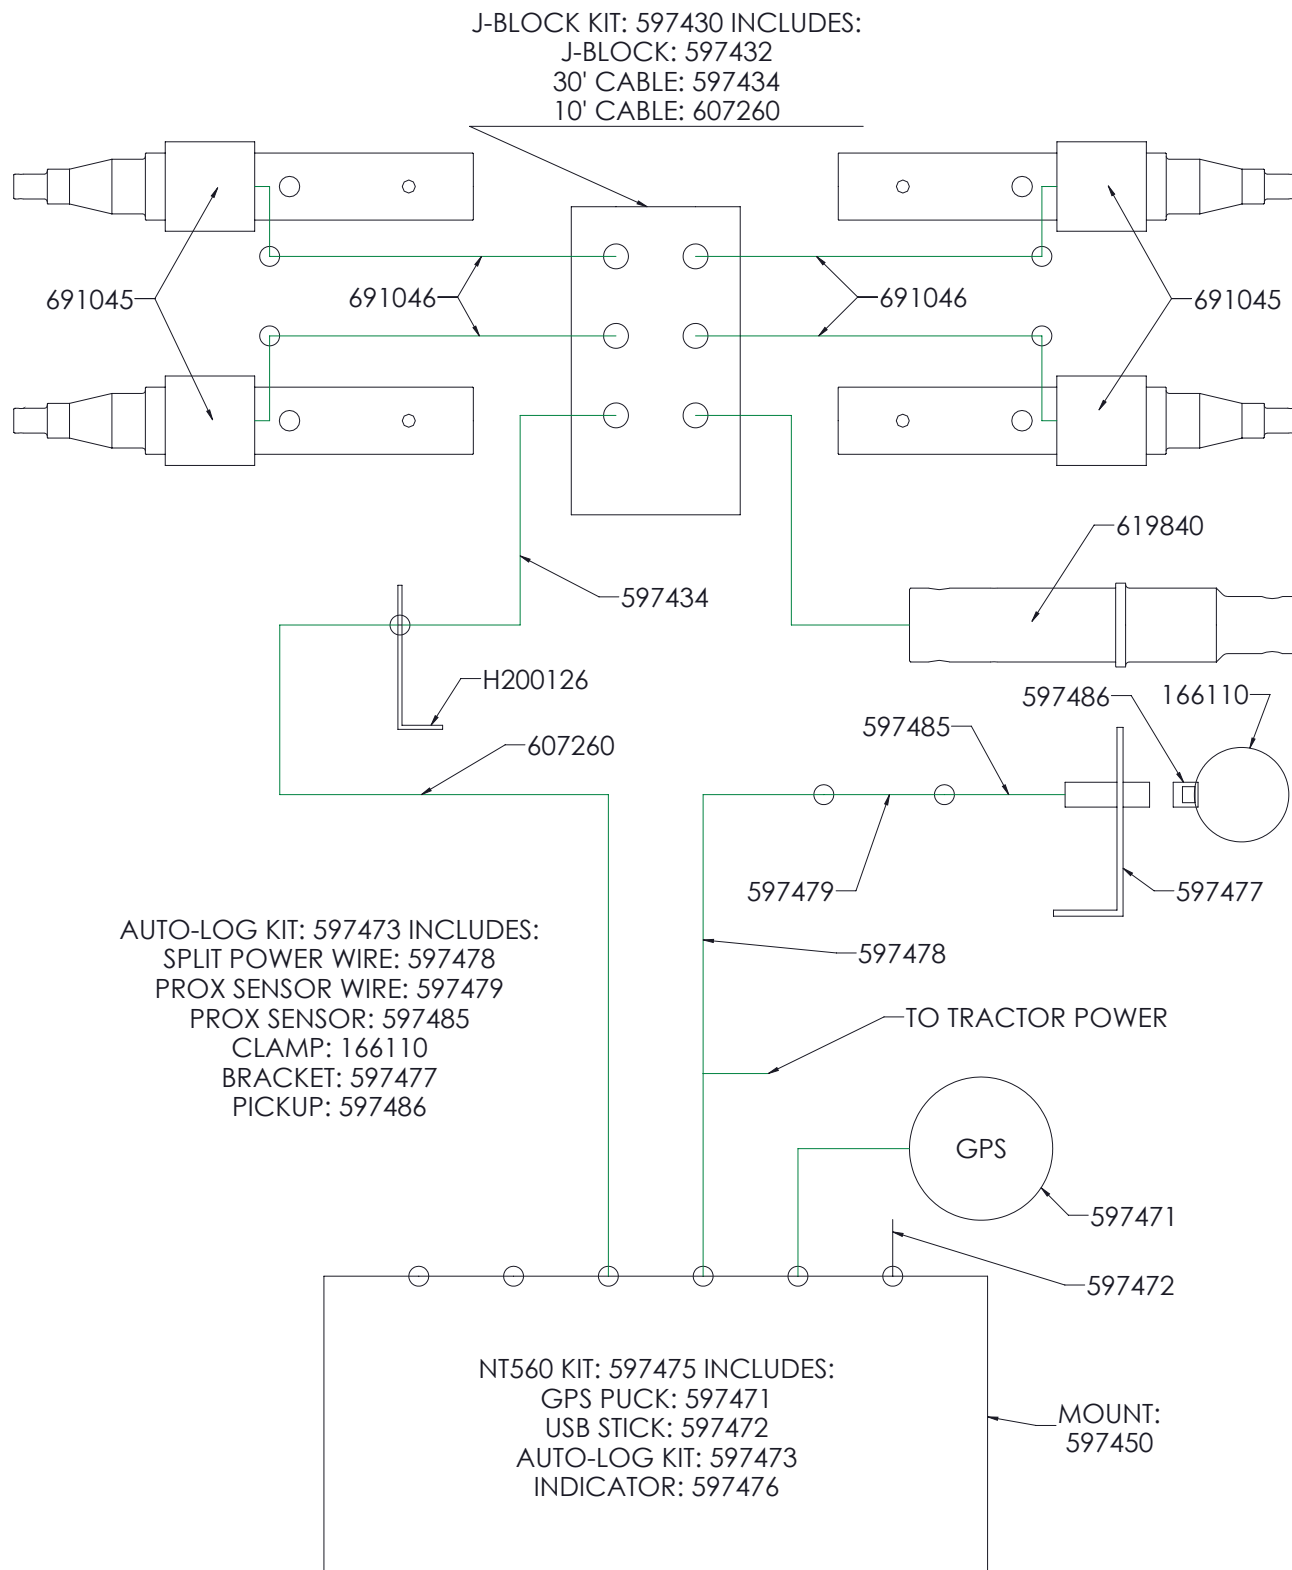 J-BLOCK KIT: 597430 INCLUDES:
J-BLOCK: 597432
30' CABLE: 597434
10' CABLE: 607260
691045
691046
691046
691045
619840
597434
H200126
597486
166110
597485
607260
597479
597477
AUTO-LOG KIT: 597473 INCLUDES:
SPLIT POWER WIRE: 597478
PROX SENSOR WIRE: 597479
PROX SENSOR: 597485
CLAMP: 166110
BRACKET: 597477
PICKUP: 597486
597478
TO TRACTOR POWER
GPS
597471
597472
NT560 KIT: 597475 INCLUDES:
GPS PUCK: 597471
USB STICK: 597472
AUTO-LOG KIT: 597473
INDICATOR: 597476
MOUNT:
597450